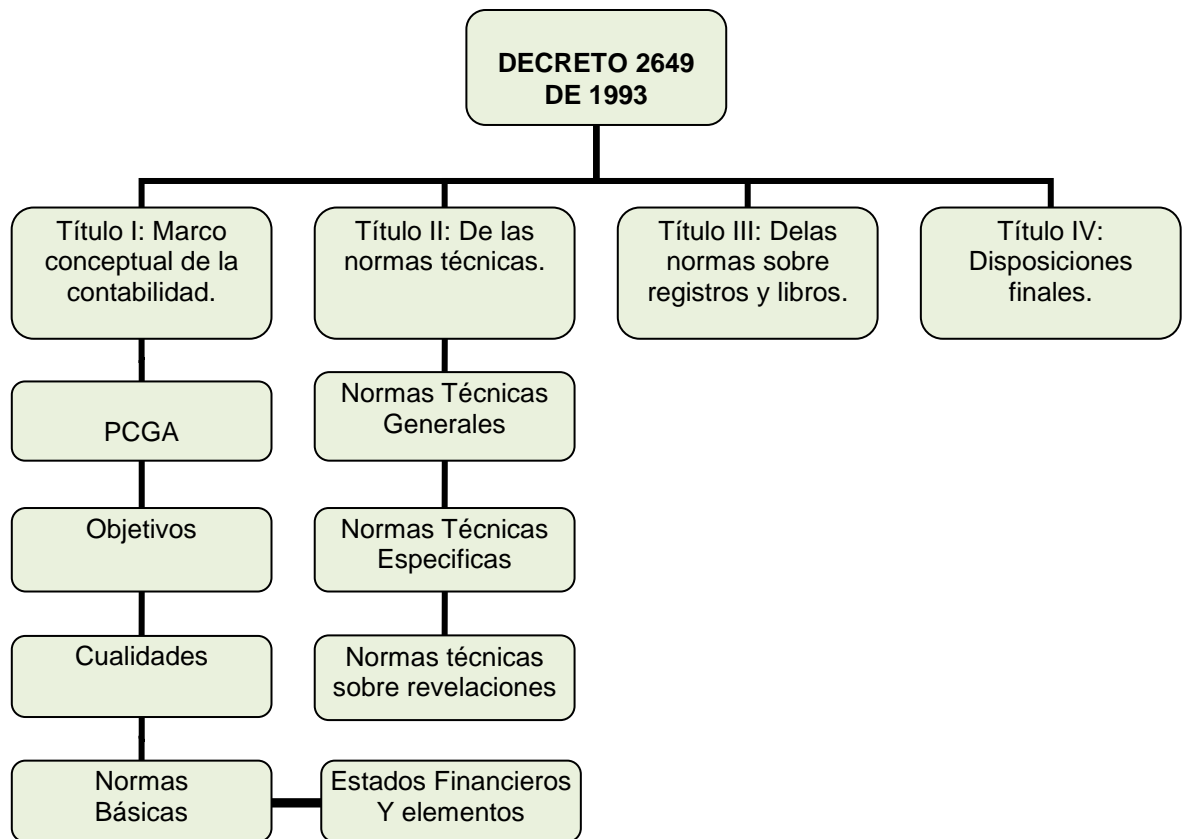 DECRETO 2649
DE 1993
Título I: Marco
conceptual de la
contabilidad.
Título II: De las
normas técnicas.
Título III: Delas
normas sobre
registros y libros.
Título IV:
Disposiciones
finales.
PCGA
Normas Técnicas
Generales
Objetivos
Normas Técnicas
Especificas
Cualidades
Normas técnicas
sobre revelaciones
Normas
Básicas
Estados Financieros
Y elementos